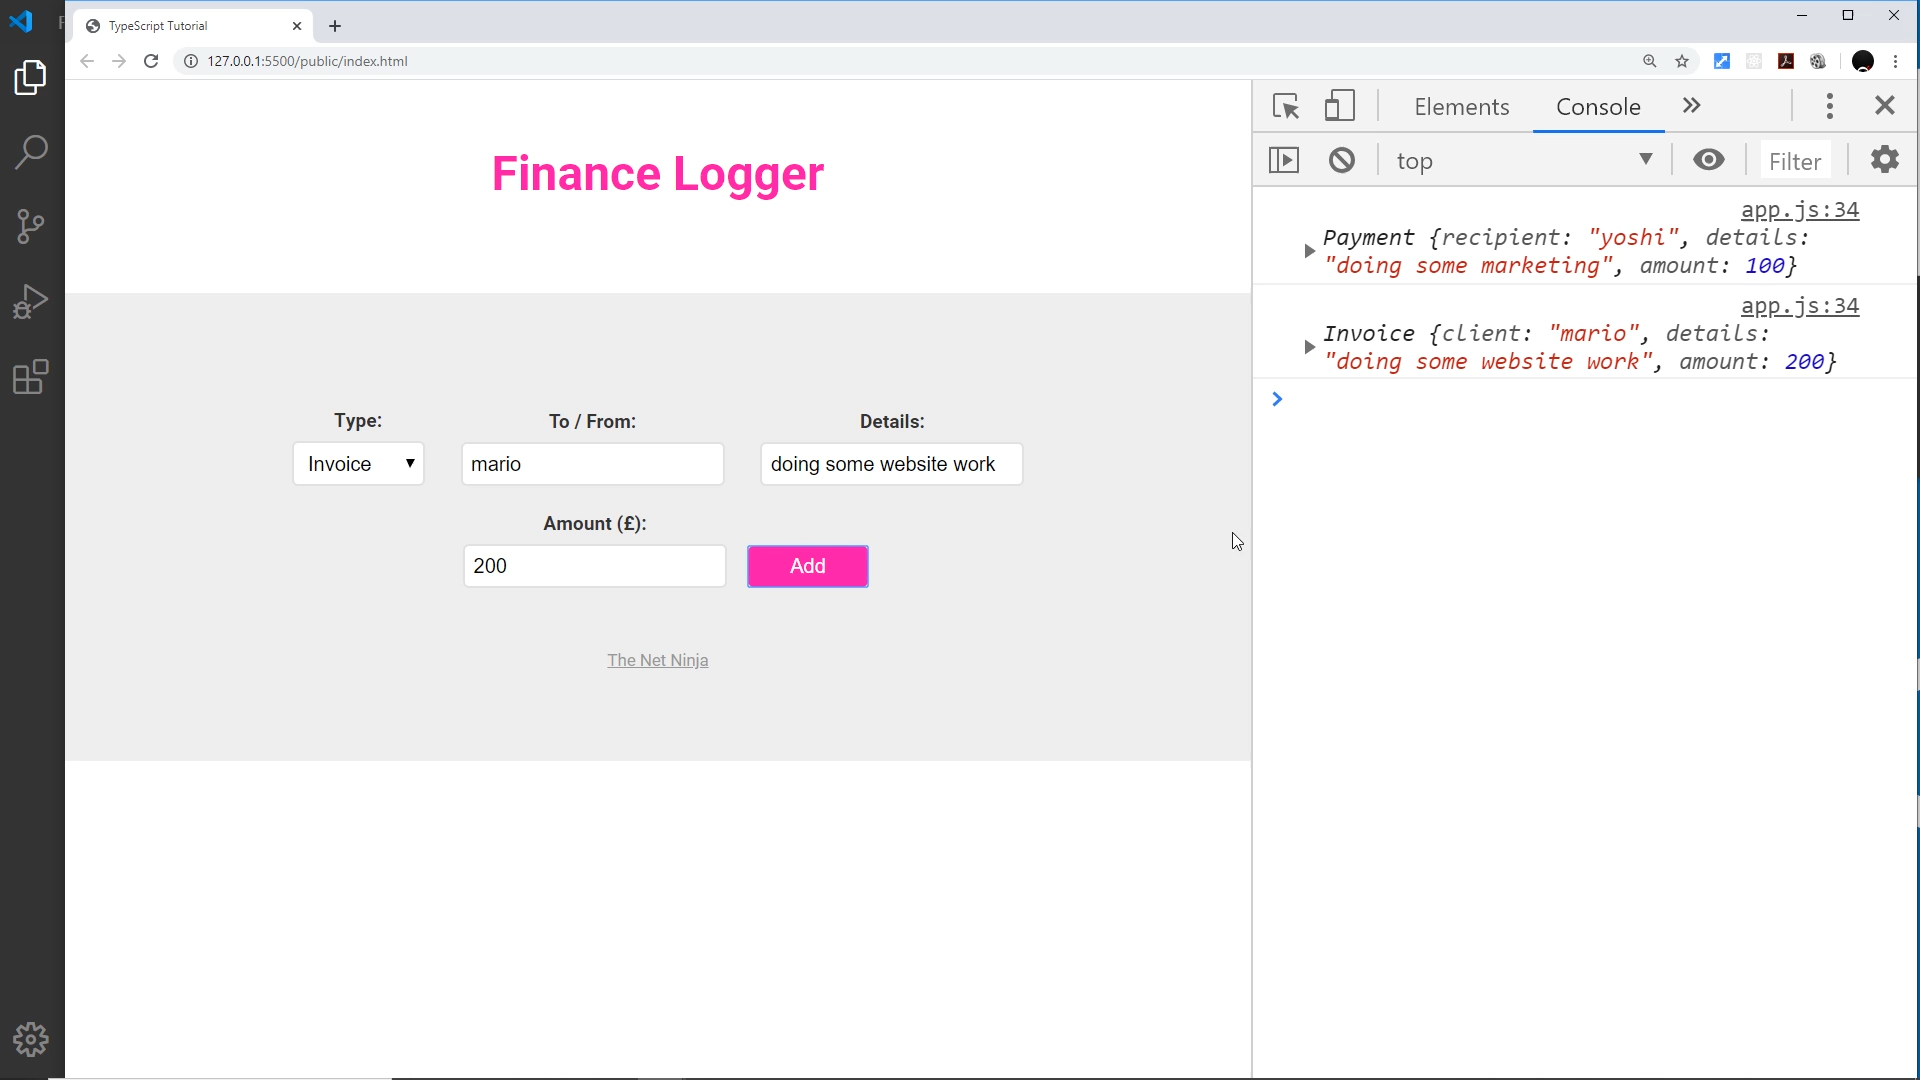 TypeScript Tutorial
127.0.0.1:5500/public/index.html
Finance Logger
Type:
To / From:
Details:
Invoice
mario
doing some website work
Amount (£):
200
Add
The Net Ninja
Elements
Console
top
Filter
app.js:34
Payment {recipient: "yoshi", details:
"doing some marketing", amount: 100}
app.js:34
Invoice {client: "mario", details:
"doing some website work", amount: 200}